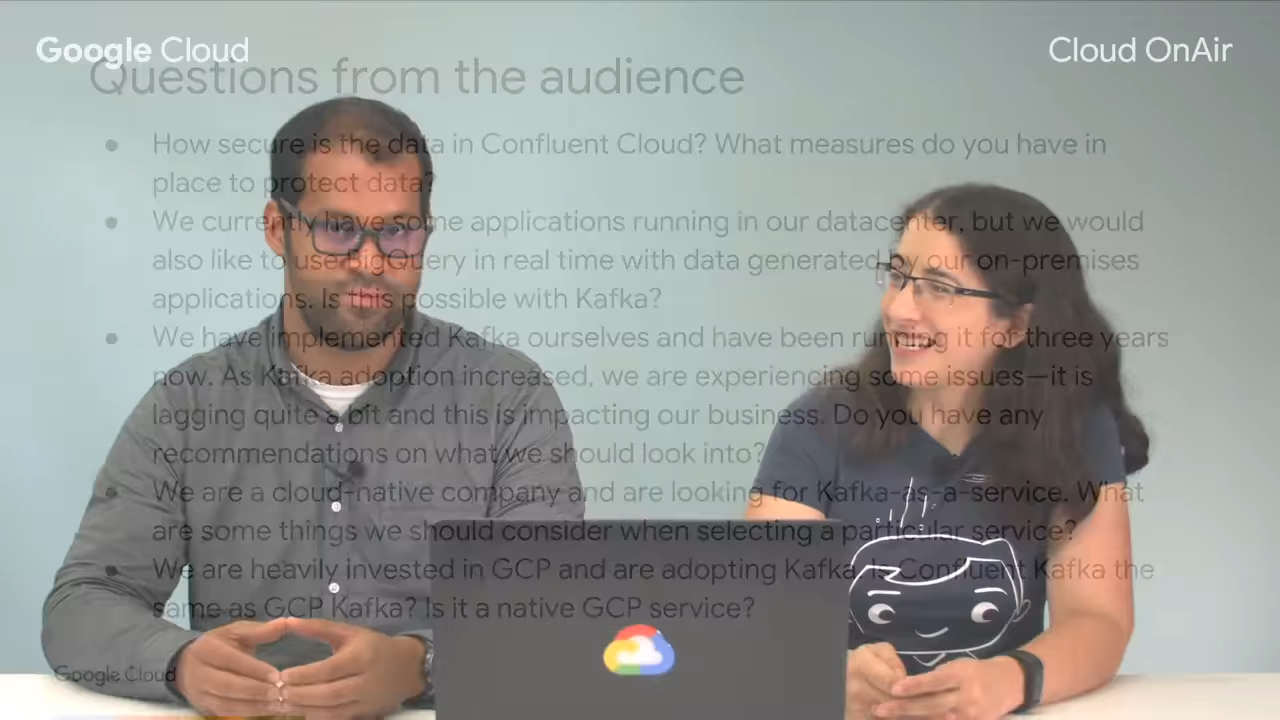 Google Cloud
Cloud OnAir
Questions from the audience
How secure is the data in Confluent Cloud? What measures do you have in
place to protect data?
We currently some applications running in our datacenter, but we would
also like to use BigQuery in real time with data generated by our on-premises
applications. Is possible with Kafka?
We have implemented Kafka ourselves and have been running it for three years
now. As Kafka adoption increased, we are experiencing some issues—it is
lagging quite a bit and this is impacting our business. Do you have any
recommendations on what we should look into?
We are a cloud-native company and are looking for Kafka-as-a-service. What
are some things we should consider when selecting a particular service?
We are heavily invested in GCP and are adopting Kafka. Is Confluent Kafka the
same as GCP Kafka? Is it a native GCP service?
Google Cloud